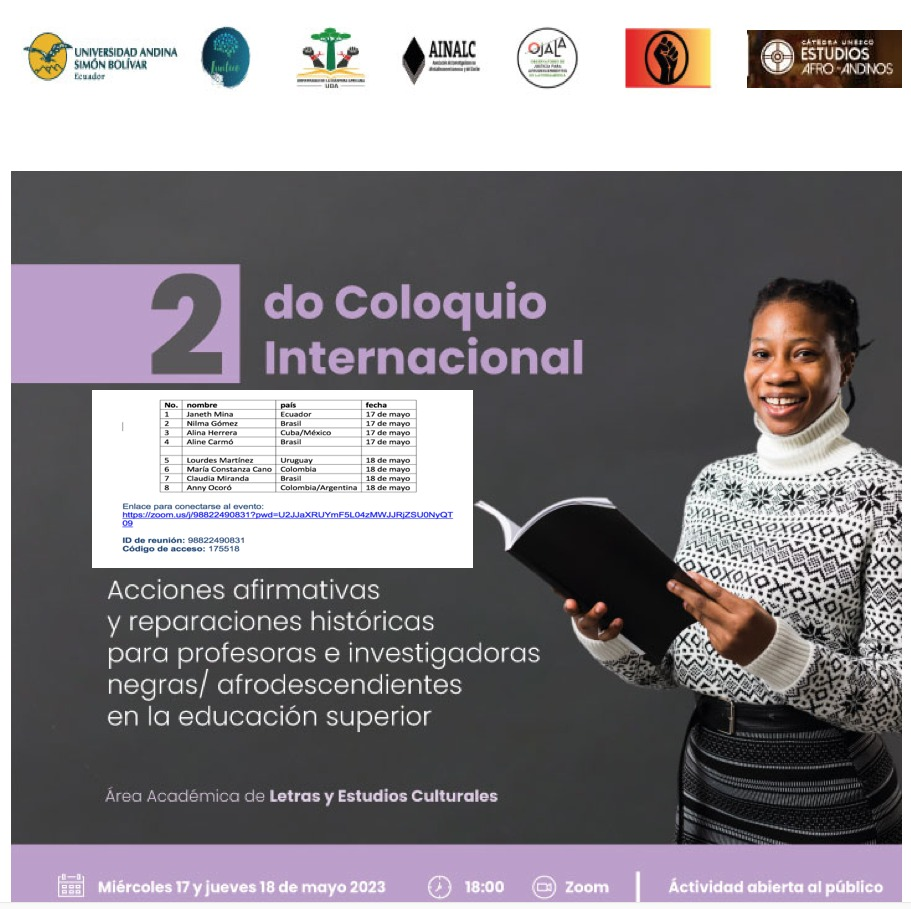 UNIVERSIDAD ANDINA
SIMÓN BOLÍVAR
Ecuador
UDA
AINALC
OJALA
CÁTEDRA UNESCO
ESTUDIOS
AFRO-ANDINOS
2
do Coloquio
Internacional
No. nombre país fecha
1 Janeth Mina Ecuador 17 de mayo
2 Nilma Gómez Brasil 17 de mayo
3 Alina Herrera Cuba/México 17 de mayo
4 Aline Carmó Brasil 17 de mayo
5 Lourdes Martínez Uruguay 18 de mayo
6 María Constanza Cano Colombia 18 de mayo
7 Claudia Miranda Brasil 18 de mayo
8 Anny Ocoró Colombia/Argentina 18 de mayo
Enlace para conectarse al evento:
https://zoom.us/j/98822490831?pwd=U2JJaXRUYmF5L04zMWJJRjZSU0NyQT
09
ID de reunión: 98822490831
Código de acceso: 175518
Acciones afirmativas
y reparaciones históricas
para profesoras e investigadoras
negras/ afrodescendientes
en la educación superior
Área Académica de Letras y Estudios Culturales
Miércoles 17 y jueves 18 de mayo 2023 18:00 Zoom Áctividad abierta al público